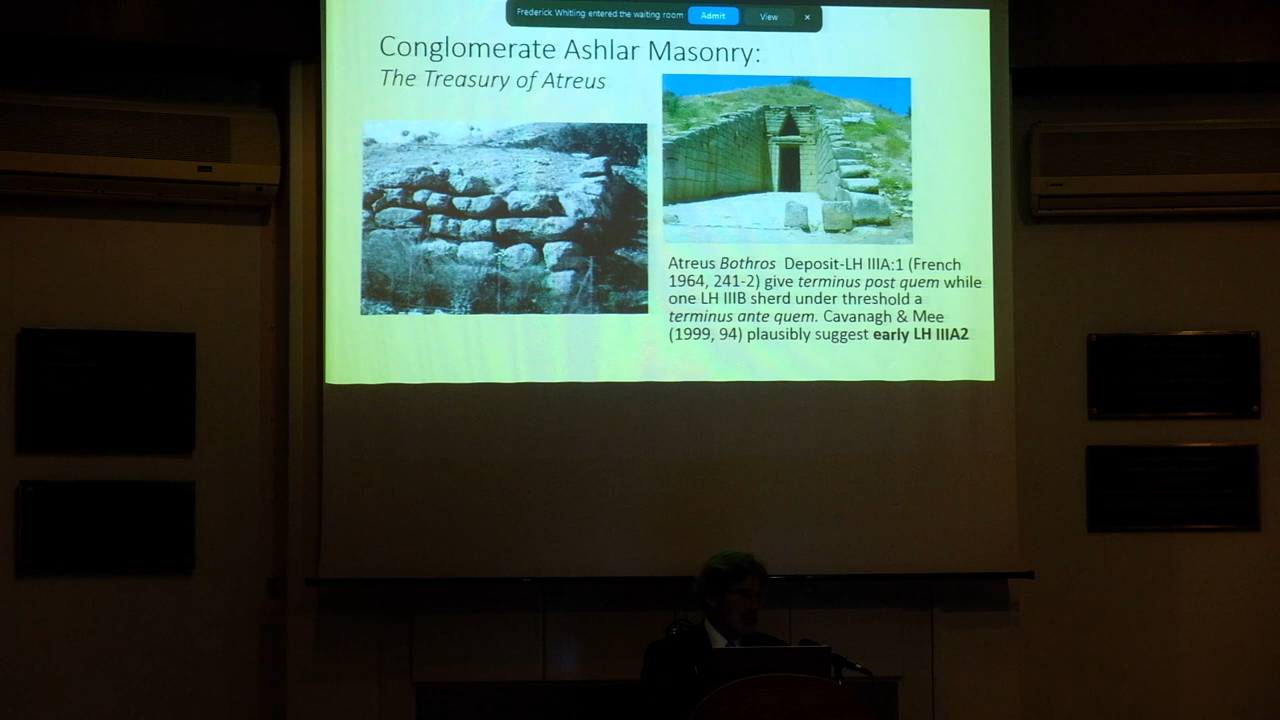 Frederick Whitling entered the waiting room Admit View ×
Conglomerate Ashlar Masonry:
The Treasury of Atreus
Atreus Bothros Deposit-LH IIIA:1 (French
1964, 241-2) give terminus post quem while
one LH IIIB sherd under threshold a
terminus ante quem. Cavanagh & Mee
(1999, 94) plausibly suggest early LH IIIA2